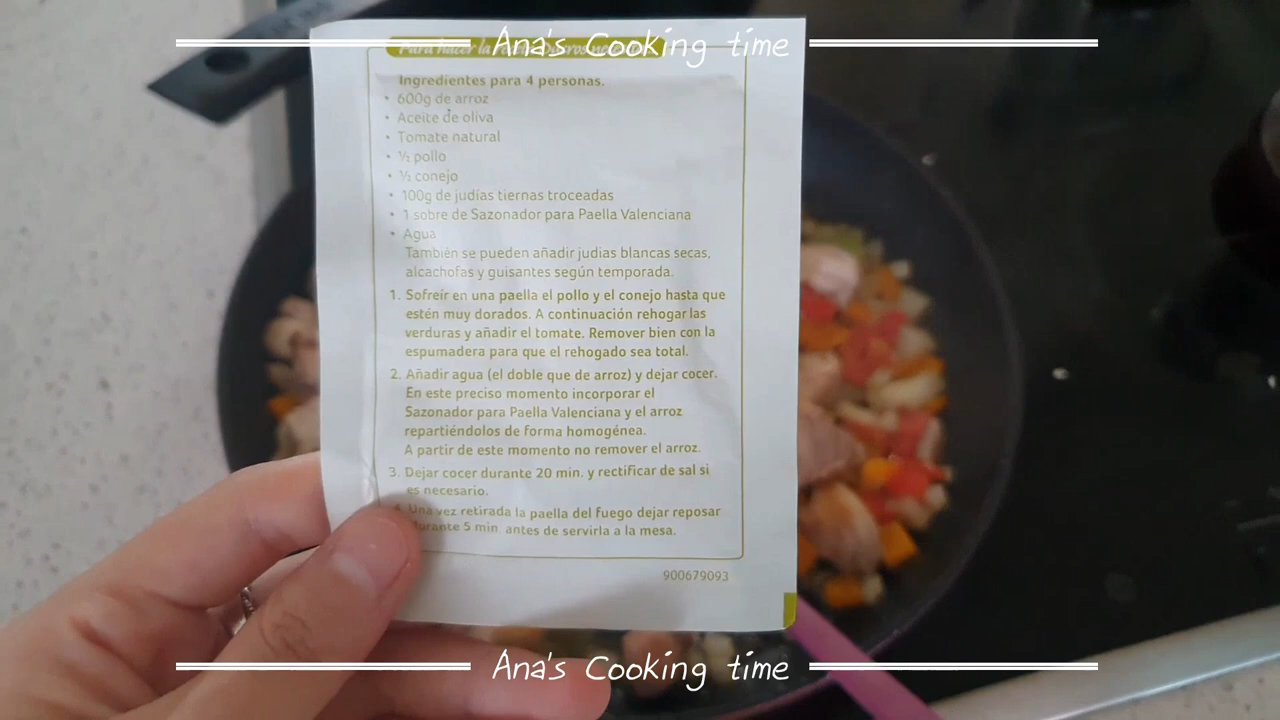 Ana's Cooking time
Para hacer la
Ingredientes para 4 personas.
• 600g de arroz
• Aceite de oliva
• Tomate natural
• ½ pollo
• ½ conejo
• 100g de judías tiernas troceadas
• 1 sobre de Sazonador para Paella Valenciana
• Agua
También se pueden añadir judias blancas secas,
alcachofas y guisantes según temporada.
1. Sofreir en una paella el pollo y el conejo hasta que
estén muy dorados. A continuación rehogar las
verduras y añadir el tomate. Remover bien con la
espumadera para que el rehogado sea total.
2. Añadir agua (el doble que de arroz) y dejar cocer.
En este preciso momento incorporar el
Sazonador para Paella Valenciana y el arroz
repartiéndolos de forma homogénea.
A partir de este momento no remover el arroz.
3. Dejar cocer durante 20 min. y rectificar de sal si
es necesario.
4. Una vez retirada la paella del fuego dejar reposar
durante 5 min. antes de servirla a la mesa.
900679093
Ana's Cooking time